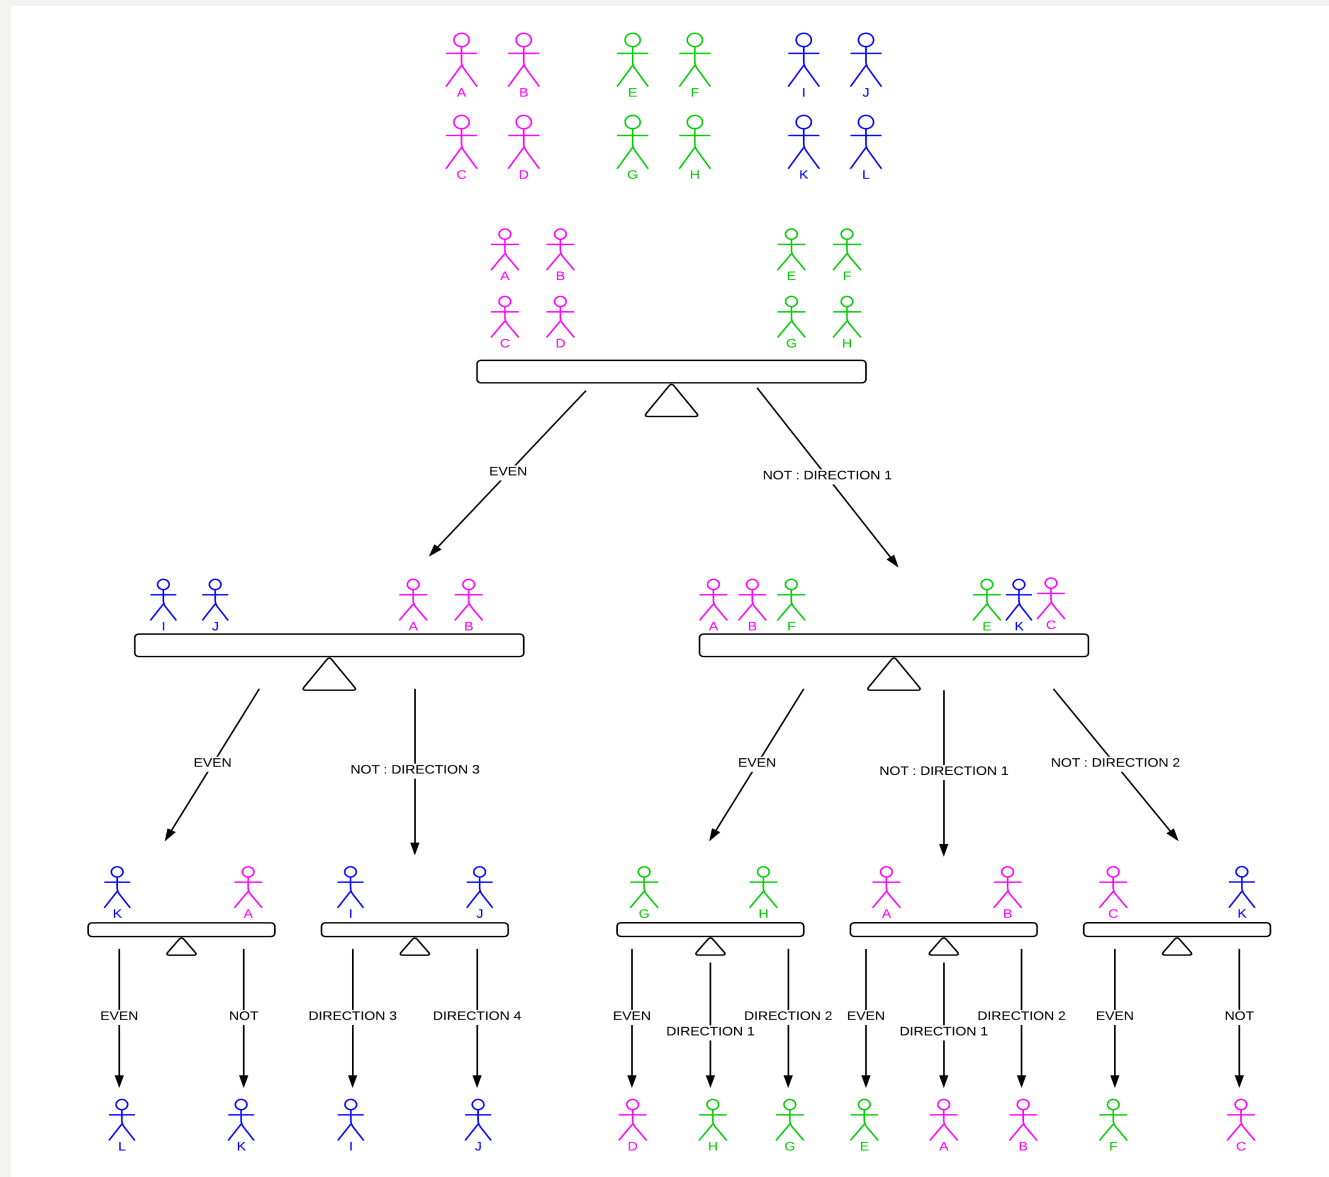 A B E F I J
C D G H K L
A B E F
C D G H
EVEN NOT : DIRECTION 1
I J A B A B F E K C
EVEN NOT : DIRECTION 3 EVEN NOT : DIRECTION 1 NOT : DIRECTION 2
K A I J G H A B C K
EVEN NOT DIRECTION 3 DIRECTION 4 EVEN DIRECTION 1 DIRECTION 2 EVEN DIRECTION 1 DIRECTION 2 EVEN NOT
L K I J D H G E A B F C